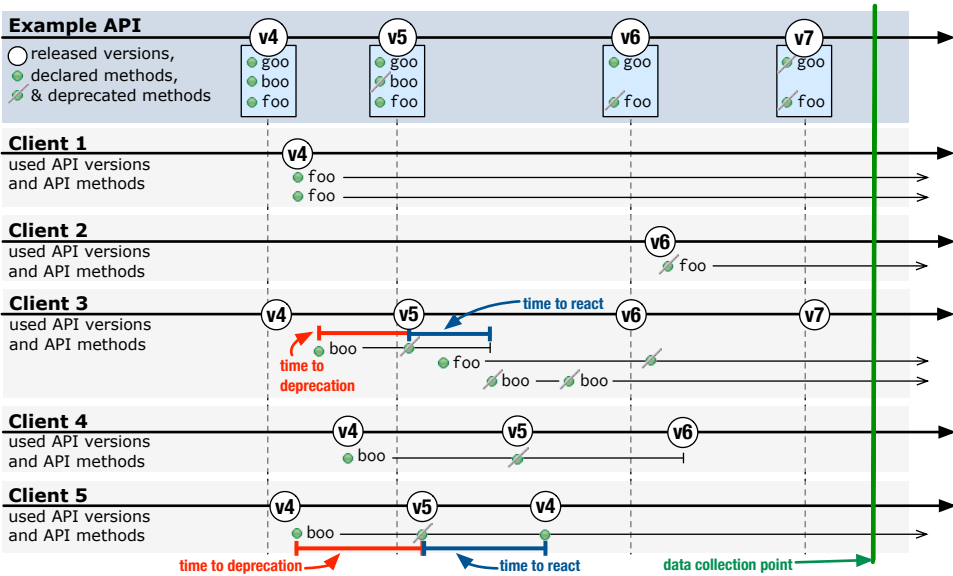 Example API
released versions,
declared methods,
& deprecated methods
v4
goo
boo
foo
v5
goo
boo
foo
v6
goo
foo
v7
goo
foo
Client 1
used API versions
and API methods
v4
foo
foo
Client 2
used API versions
and API methods
v6
foo
Client 3
used API versions
and API methods
v4
v5
time to react
v6
v7
time to
deprecation
boo
foo
boo
boo
Client 4
used API versions
and API methods
v4
v5
v6
boo
Client 5
used API versions
and API methods
v4
v5
v4
boo
time to deprecation
time to react
data collection point